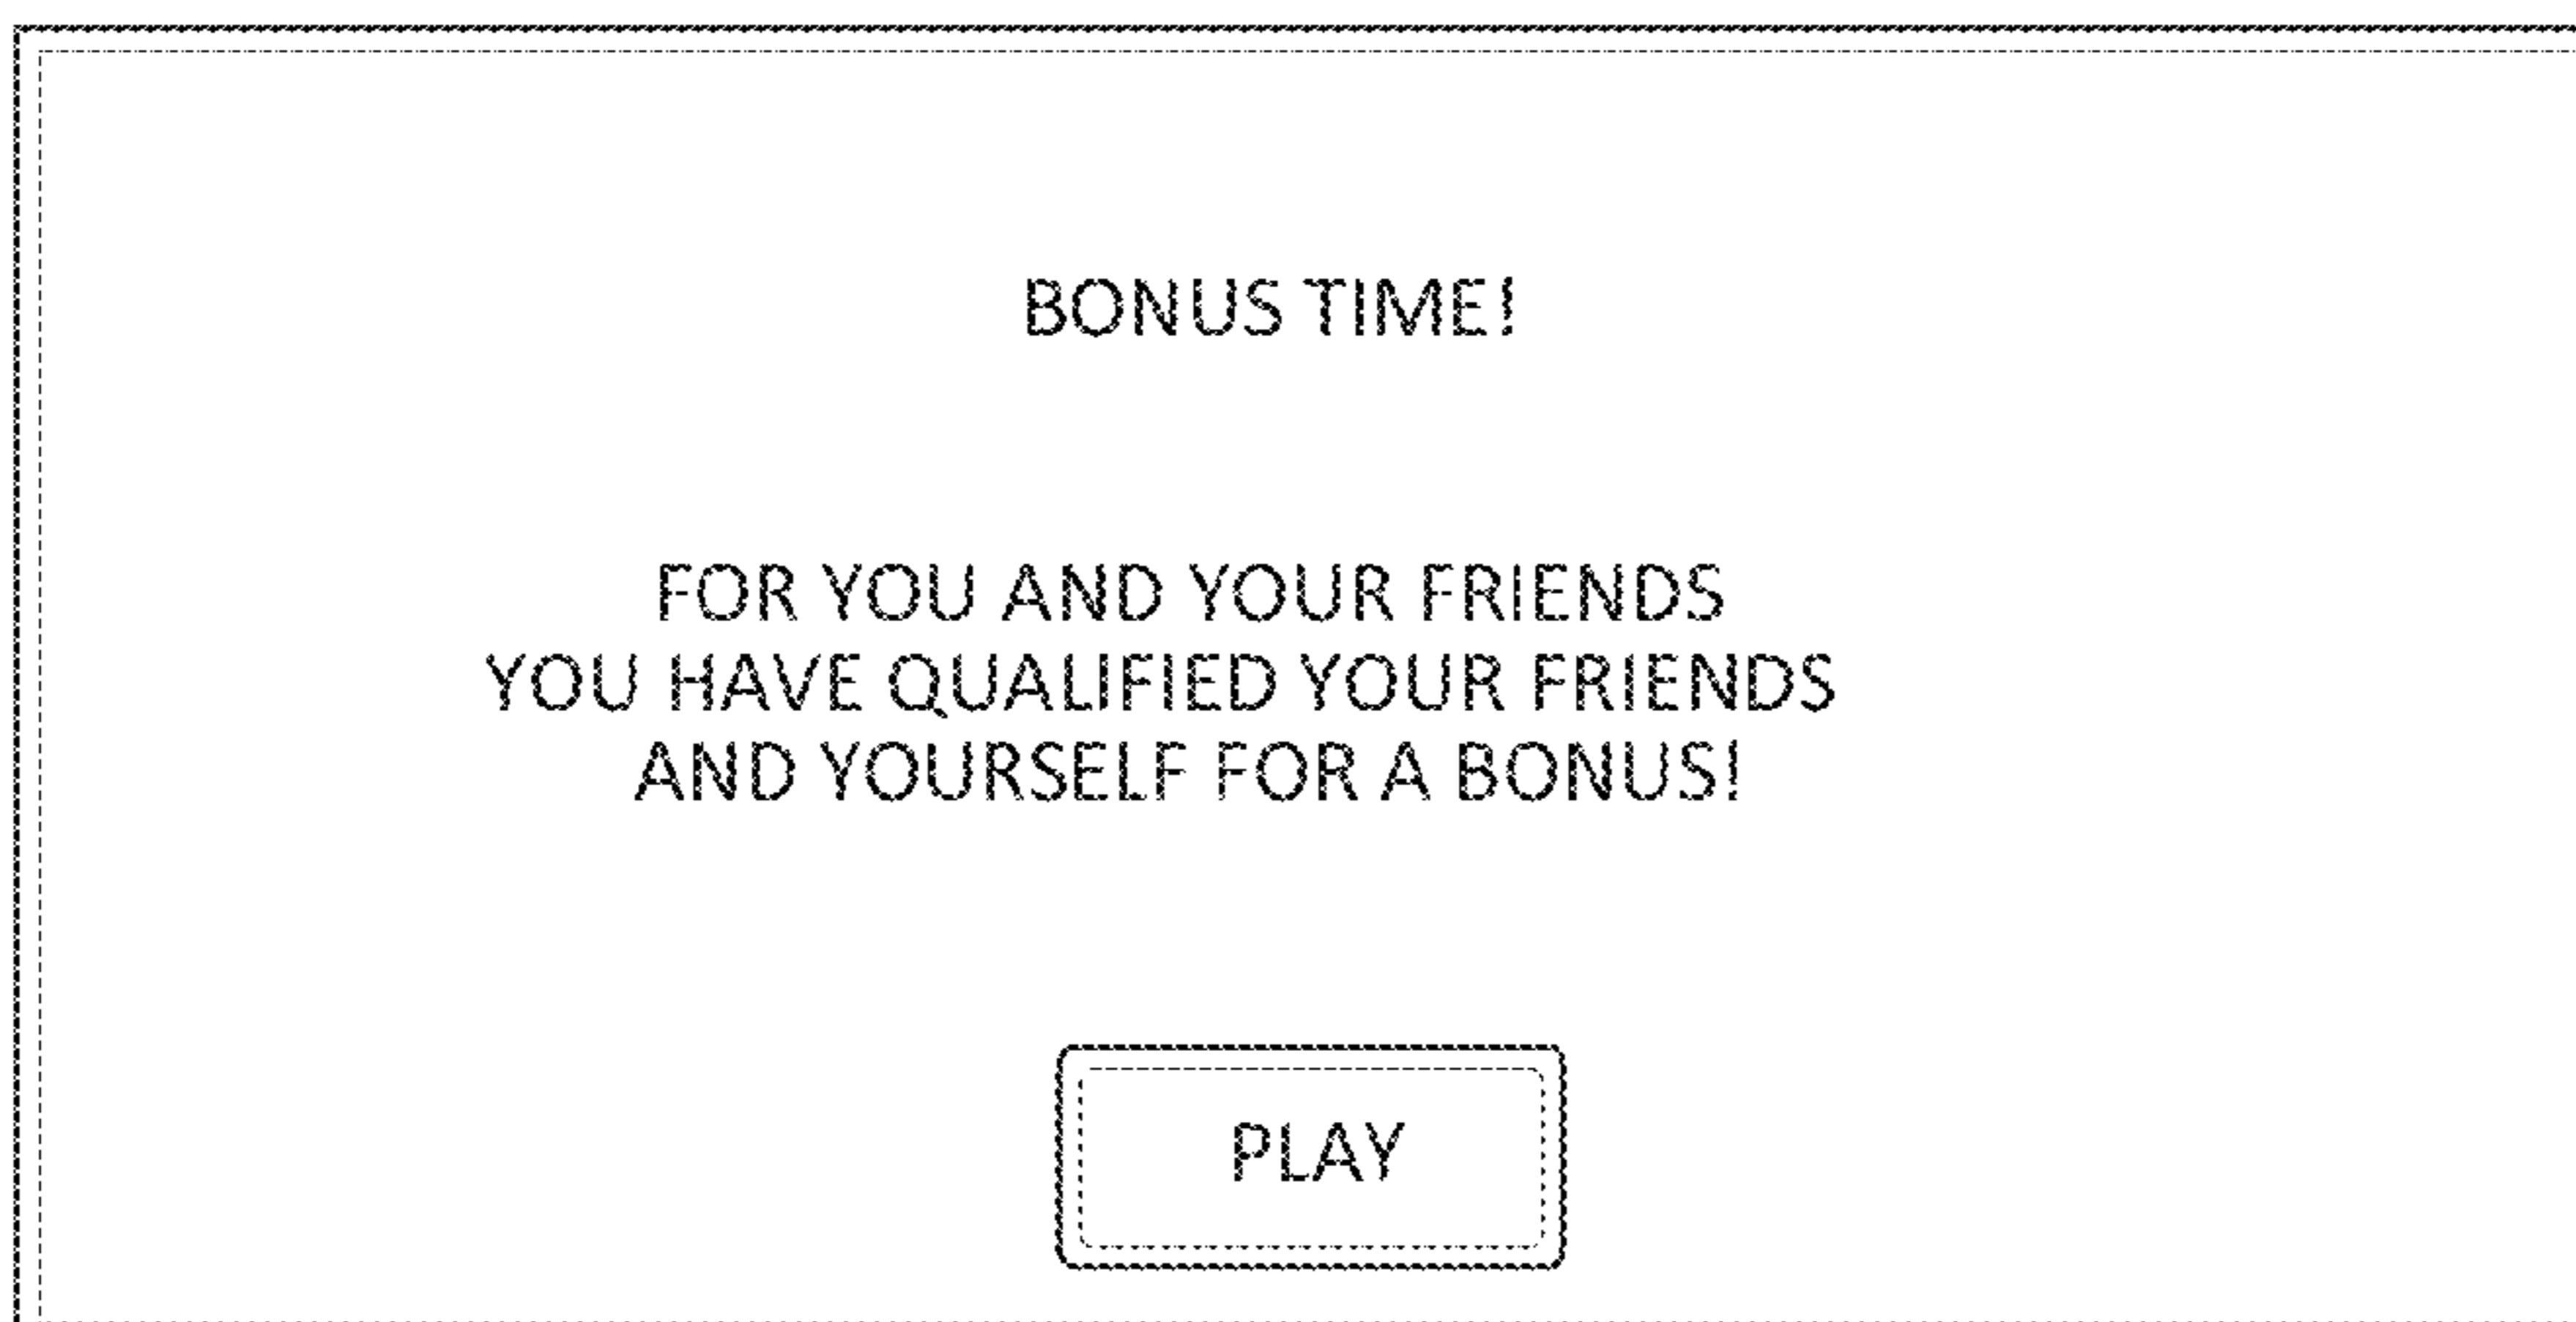 BONUS TIME!
FOR YOU AND YOUR FRIENDS
YOU HAVE QUALIFIED YOUR FRIENDS
AND YOURSELF FOR A BONUS!
PLAY